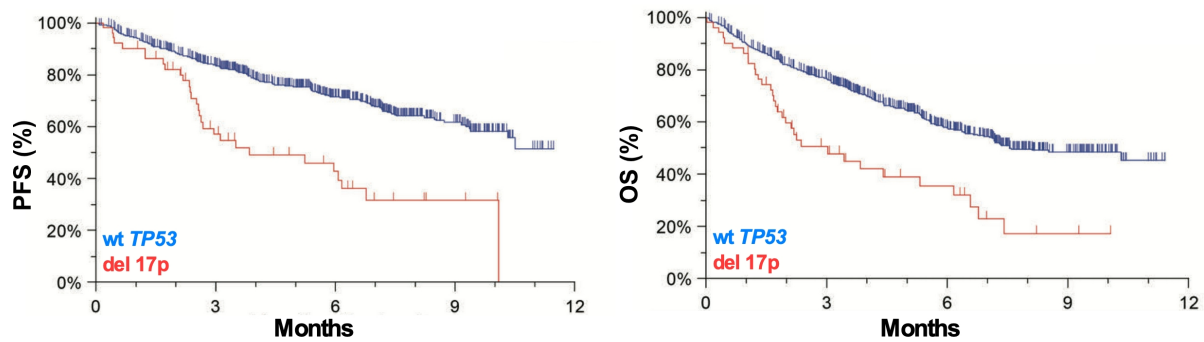 100%
80%
60%
40%
20%
0%
PFS (%)
wt TP53
del 17p
0 3 6 9 12
Months
100%
80%
60%
40%
20%
0%
OS (%)
wt TP53
del 17p
0 3 6 9 12
Months